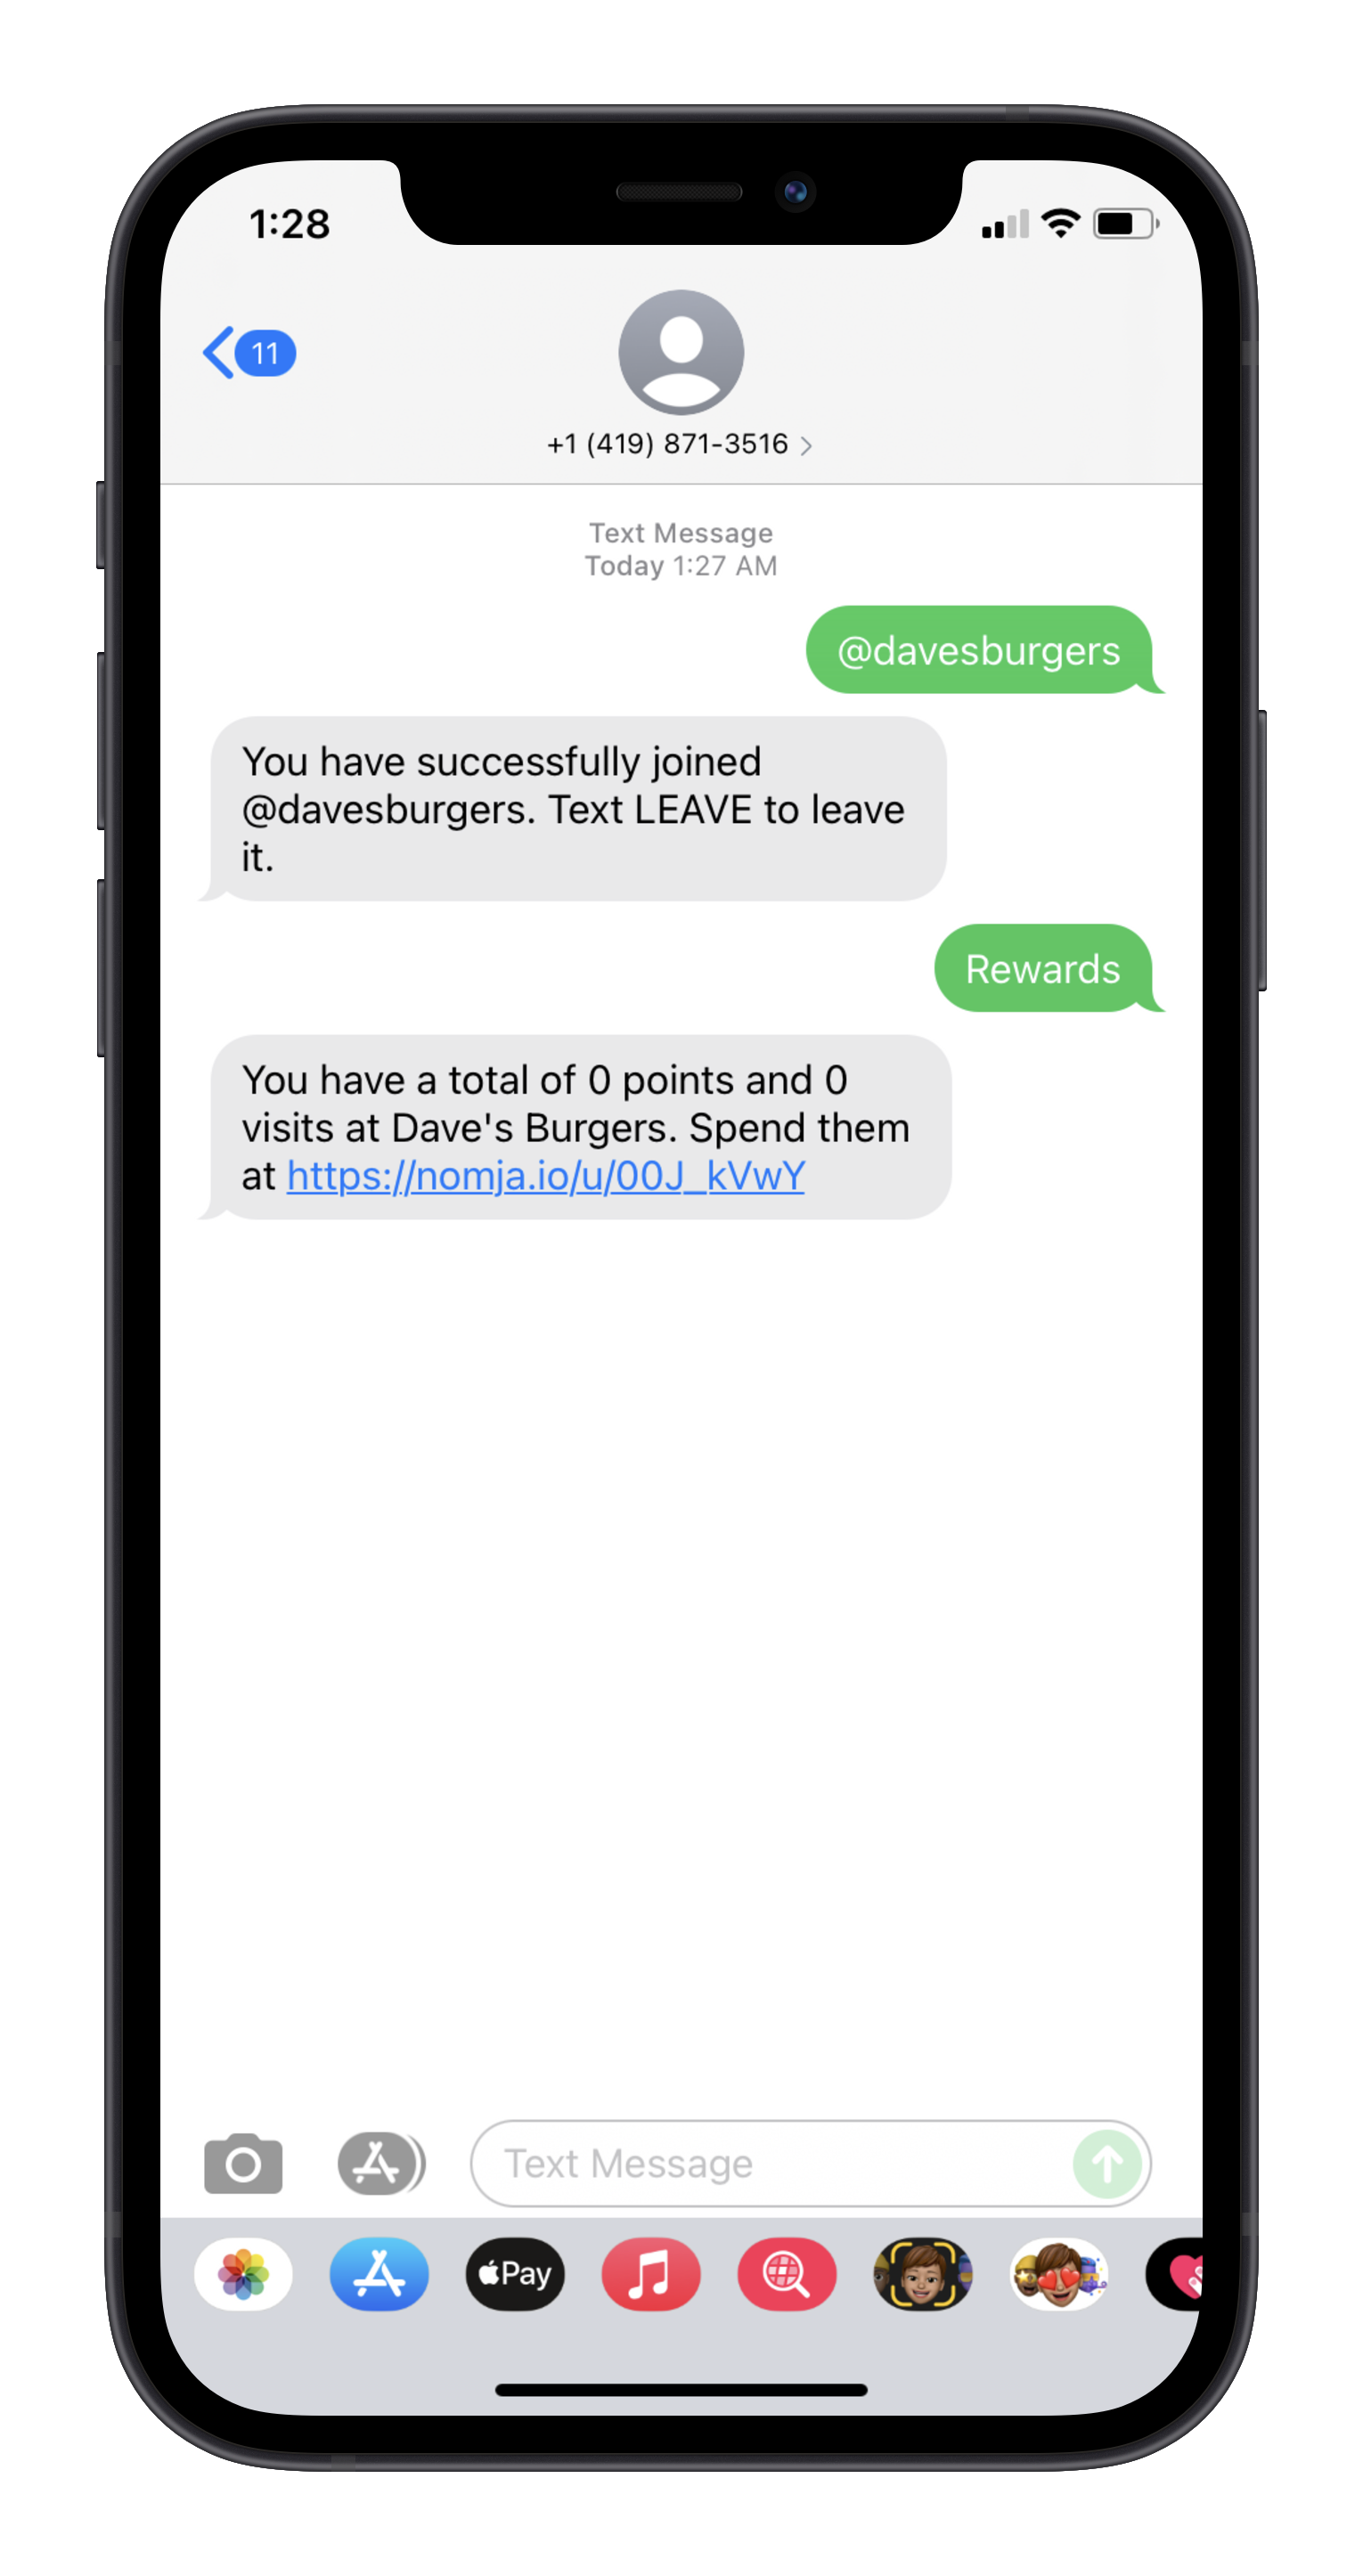 1:28
11
+1 (419) 871-3516
Text Message
Today 1:27 AM
@davesburgers
You have successfully joined
@davesburgers. Text LEAVE to leave
it.
Rewards
You have a total of 0 points and 0
visits at Dave's Burgers. Spend them
at https://nomja.io/u/00J_kVwY
Text Message
Pay